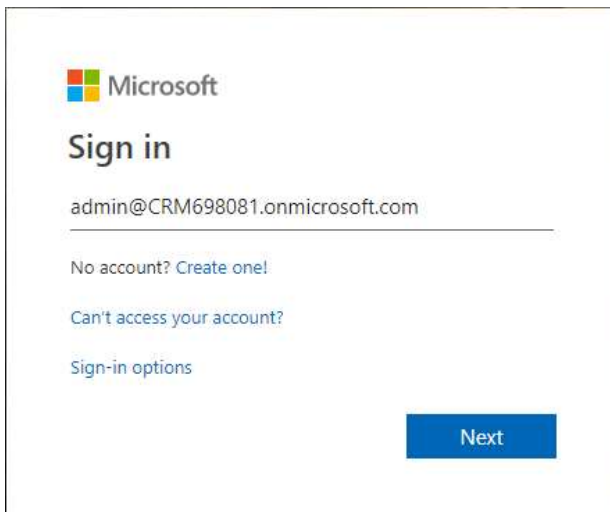 Microsoft
Sign in
admin@CRM698081.onmicrosoft.com
No account? Create one!
Can't access your account?
Sign-in options
Next